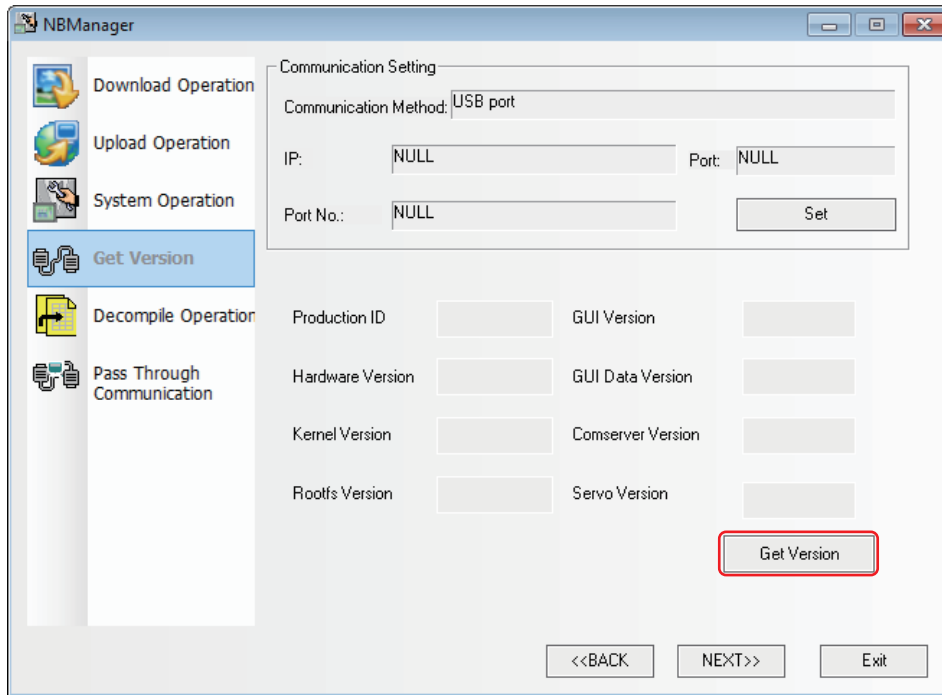 NBManager
Download Operation
Upload Operation
System Operation
Get Version
Decompile Operation
Pass Through
Communication
Communication Setting
Communication Method: USB port
IP: NULL Port: NULL
Port No.: NULL Set
Production ID GUI Version
Hardware Version GUI Data Version
Kernel Version Comserver Version
Rootfs Version Servo Version
Get Version
<<BACK NEXT>> Exit